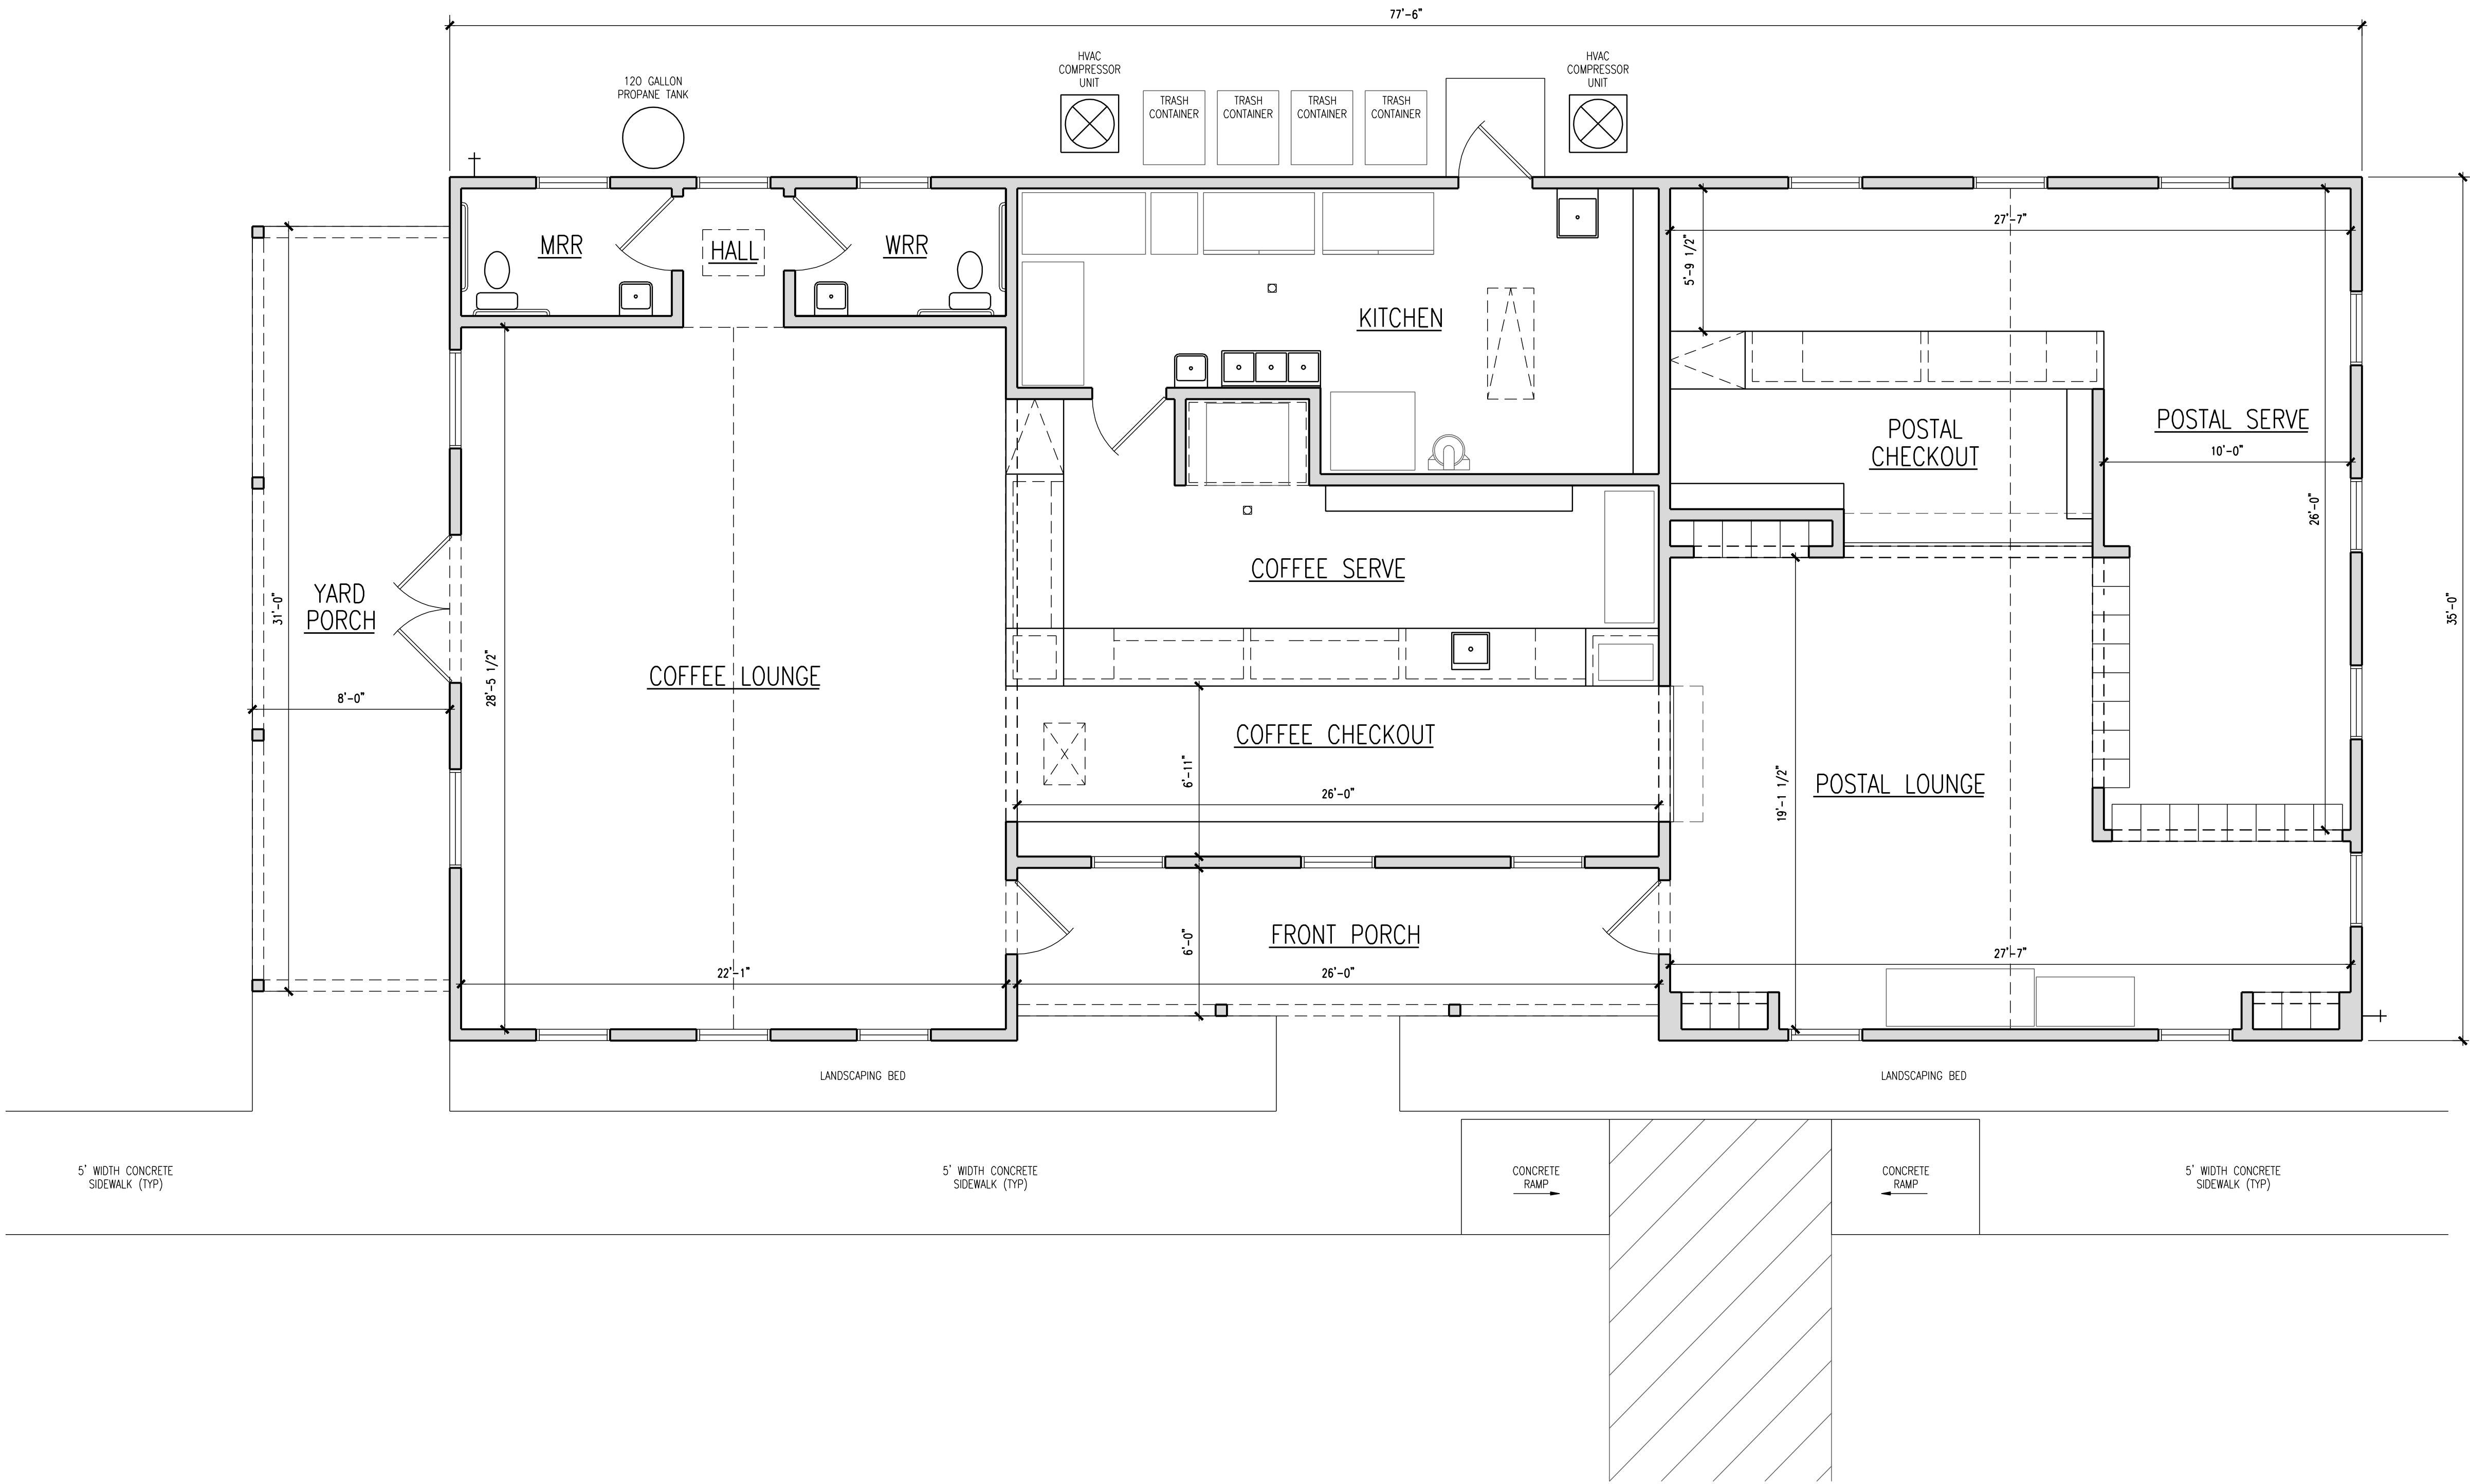 77'-6"
HVAC
COMPRESSOR
UNIT
HVAC
COMPRESSOR
UNIT
120 GALLON
PROPANE TANK
TRASH
CONTAINER
TRASH
CONTAINER
TRASH
CONTAINER
TRASH
CONTAINER
MRR
HALL
WRR
KITCHEN
27'-7"
5'-9 1/2"
POSTAL
CHECKOUT
POSTAL SERVE
10'-0"
26'-0"
35'-0"
YARD
PORCH
31'-0"
8'-0"
28'-5 1/2"
COFFEE LOUNGE
COFFEE SERVE
COFFEE CHECKOUT
6'-11"
26'-0"
POSTAL LOUNGE
19'-1 1/2"
FRONT PORCH
6'-0"
22'-1"
26'-0"
27'-7"
LANDSCAPING BED
LANDSCAPING BED
5' WIDTH CONCRETE
SIDEWALK (TYP)
5' WIDTH CONCRETE
SIDEWALK (TYP)
CONCRETE
RAMP
CONCRETE
RAMP
5' WIDTH CONCRETE
SIDEWALK (TYP)